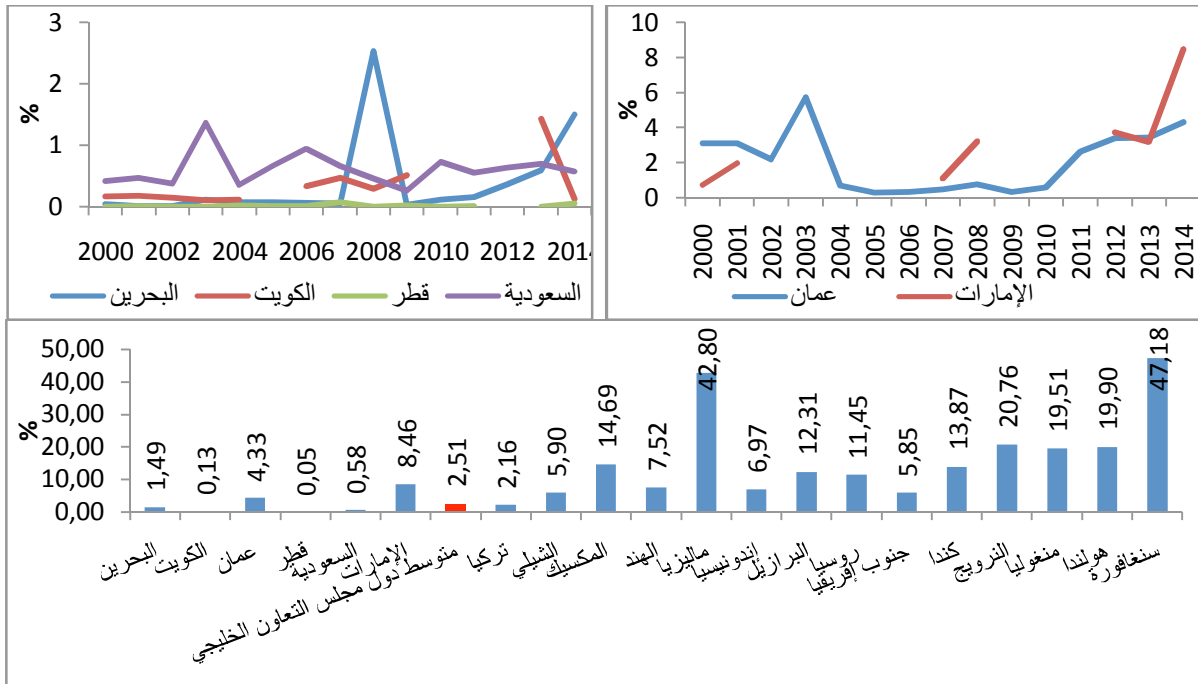 3
2
1
0
%
2000 2002 2004 2006 2008 2010 2012 2014
البحرين الكويت قطر السعودية
10
8
6
4
2
0
%
2000 2001 2002 2003 2004 2005 2006 2007 2008 2009 2010 2011 2012 2013 2014
عمان الإمارات
50,00
40,00
30,00
20,00
10,00
0,00
%
1,49 0,13 4,33 0,05 0,58 8,46 2,51 2,16 5,90 14,69 7,52 42,80 6,97 12,31 11,45 5,85 13,87 20,76 19,51 19,90 47,18
البحرين
الكويت
عمان
قطر
السعودية
الإمارات
متوسط دول مجلس التعاون الخليجي
تركيا
الشيلي
المكسيك
الهند
ماليزيا
إندونيسيا
البرازيل
روسيا
جنوب إفريقيا
كندا
النرويج
منغوليا
هولندا
سنغافورة